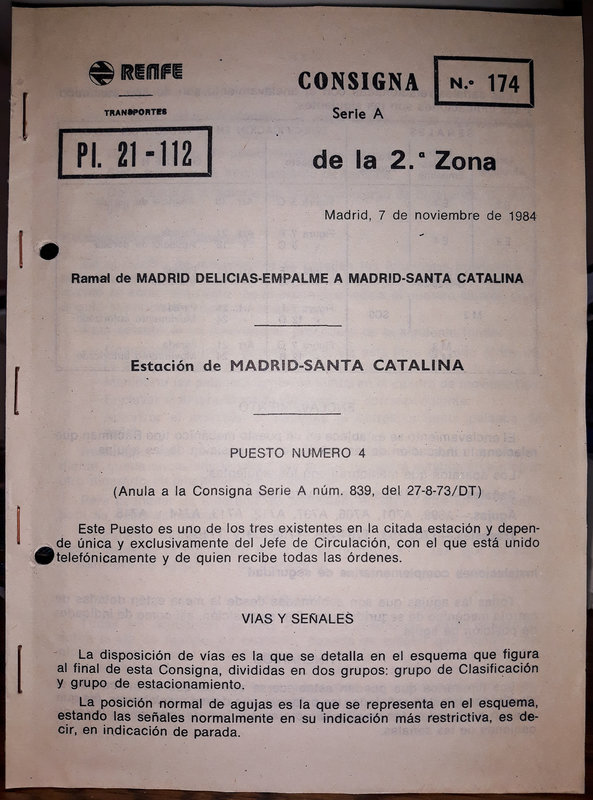 RENFE
TRANSPORTES
PI. 21-112
CONSIGNA N.º 174
Serie A
de la 2.ª Zona
Madrid, 7 de noviembre de 1984
Ramal de MADRID DELICIAS-EMPALME A MADRID-SANTA CATALINA
Estación de MADRID-SANTA CATALINA
PUESTO NUMERO 4
(Anula a la Consigna Serie A núm. 839, del 27-8-73/DT)
Este Puesto es uno de los tres existentes en la citada estación y depen-
de única y exclusivamente del Jefe de Circulación, con el que está unido
telefónicamente y de quien recibe todas las órdenes.
VIAS Y SEÑALES
La disposición de vías es la que se detalla en el esquema que figura
al final de esta Consigna, divididas en dos grupos: grupo de Clasificación
y grupo de estacionamiento.
La posición normal de agujas es la que se representa en el esquema,
estando las señales normalmente en su indicación más restrictiva, es de-
cir, en indicación de parada.